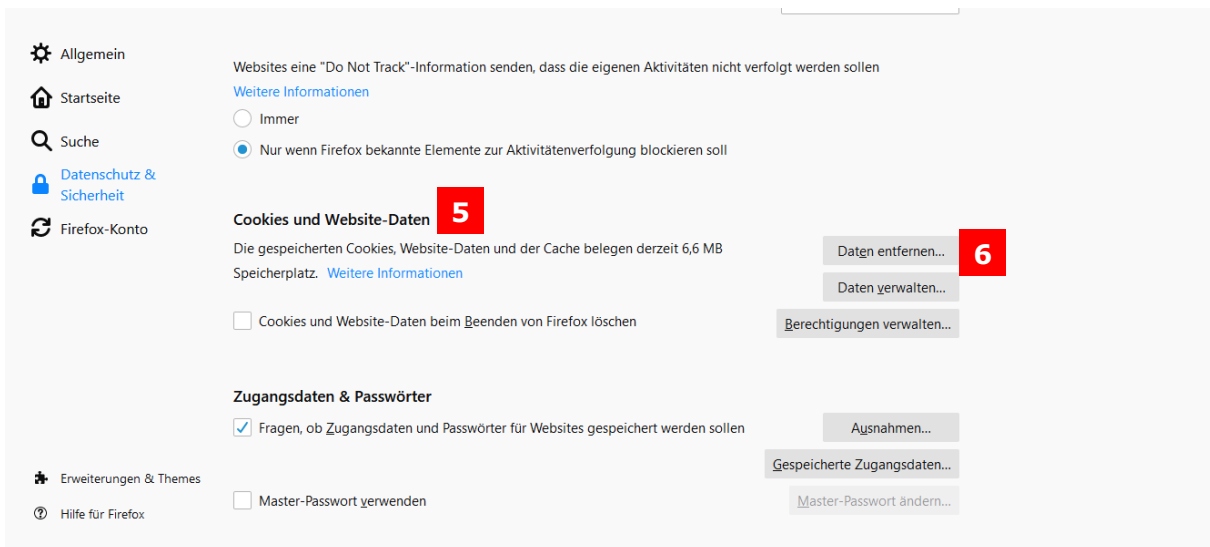 Allgemein
Startseite
Suche
Datenschutz &
Sicherheit
Firefox-Konto
Erweiterungen & Themes
Hilfe für Firefox
Websites eine "Do Not Track"-Information senden, dass die eigenen Aktivitäten nicht verfolgt werden sollen
Weitere Informationen
Immer
Nur wenn Firefox bekannte Elemente zur Aktivitätenverfolgung blockieren soll
Cookies und Website-Daten 5
Die gespeicherten Cookies, Website-Daten und der Cache belegen derzeit 6,6 MB
Speicherplatz. Weitere Informationen
Daten entfernen... 6
Daten verwalten...
Cookies und Website-Daten beim Beenden von Firefox löschen
Berechtigungen verwalten...
Zugangsdaten & Passwörter
Fragen, ob Zugangsdaten und Passwörter für Websites gespeichert werden sollen
Ausnahmen...
Gespeicherte Zugangsdaten...
Master-Passwort verwenden
Master-Passwort ändern...